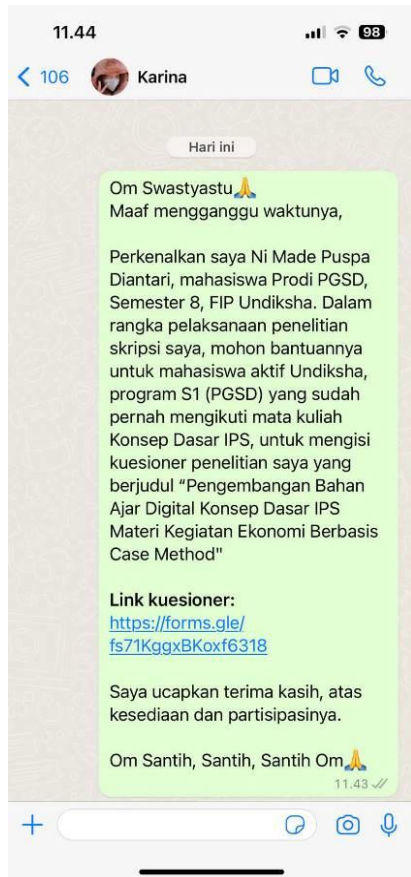 11.44
98
106 Karina
Hari ini
Om Swastyastu🙏
Maaf mengganggu waktunya,
Perkenalkan saya Ni Made Puspa
Diantari, mahasiswa Prodi PGSD,
Semester 8, FIP Undiksha. Dalam
rangka pelaksanaan penelitian
skripsi saya, mohon bantuannya
untuk mahasiswa aktif Undiksha,
program S1 (PGSD) yang sudah
pernah mengikuti mata kuliah
Konsep Dasar IPS, untuk mengisi
kuesioner penelitian saya yang
berjudul “Pengembangan Bahan
Ajar Digital Konsep Dasar IPS
Materi Kegiatan Ekonomi Berbasis
Case Method"
Link kuesioner:
https://forms.gle/
fs71KggxBKoxf6318
Saya ucapkan terima kasih, atas
kesediaan dan partisipasinya.
Om Santih, Santih, Santih Om🙏
11.43